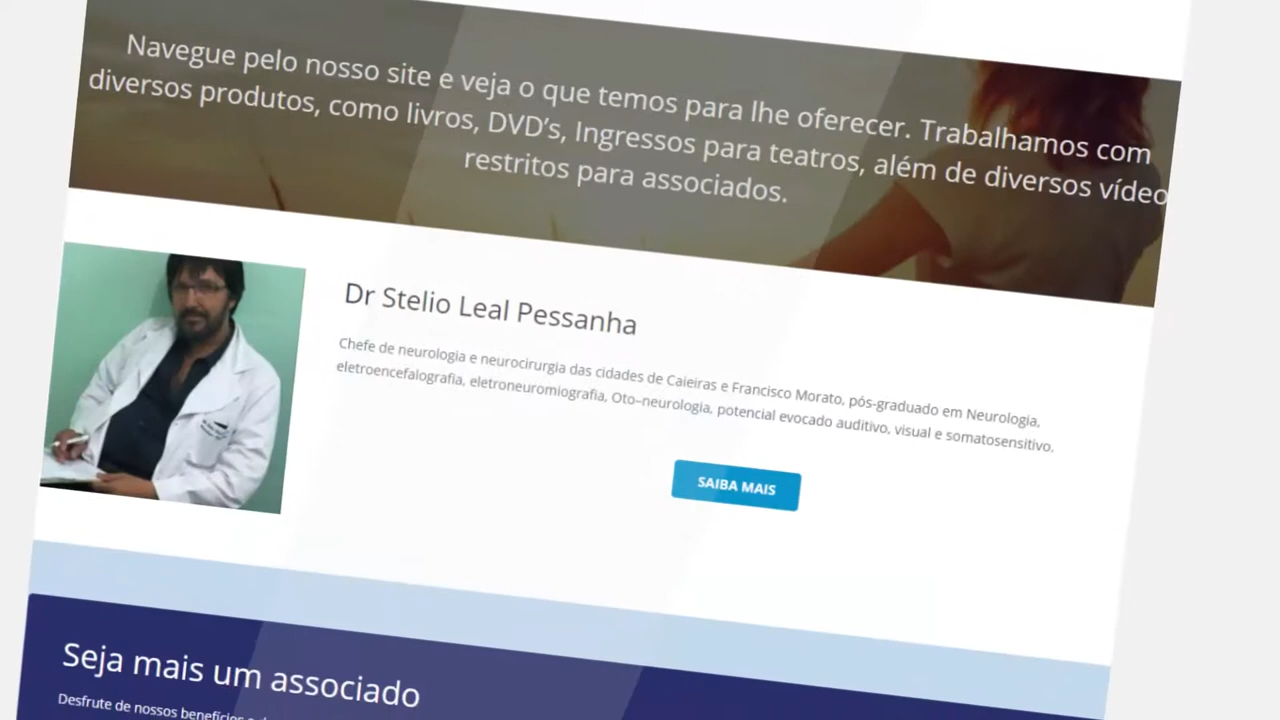 Navegue pelo nosso site e veja o que temos para lhe oferecer. Trabalhamos com
diversos produtos, como livros, DVD’s, Ingressos para teatros, além de diversos vídeo
restritos para associados.
Dr Stelio Leal Pessanha
Chefe de neurologia e neurocirurgia das cidades de Caieiras e Francisco Morato, pós-graduado em Neurologia,
eletroencefalografia, eletroneuromiografia, Oto–neurologia, potencial evocado auditivo, visual e somatosensitivo.
SAIBA MAIS
Seja mais um associado
Desfrute de nossos benefícios